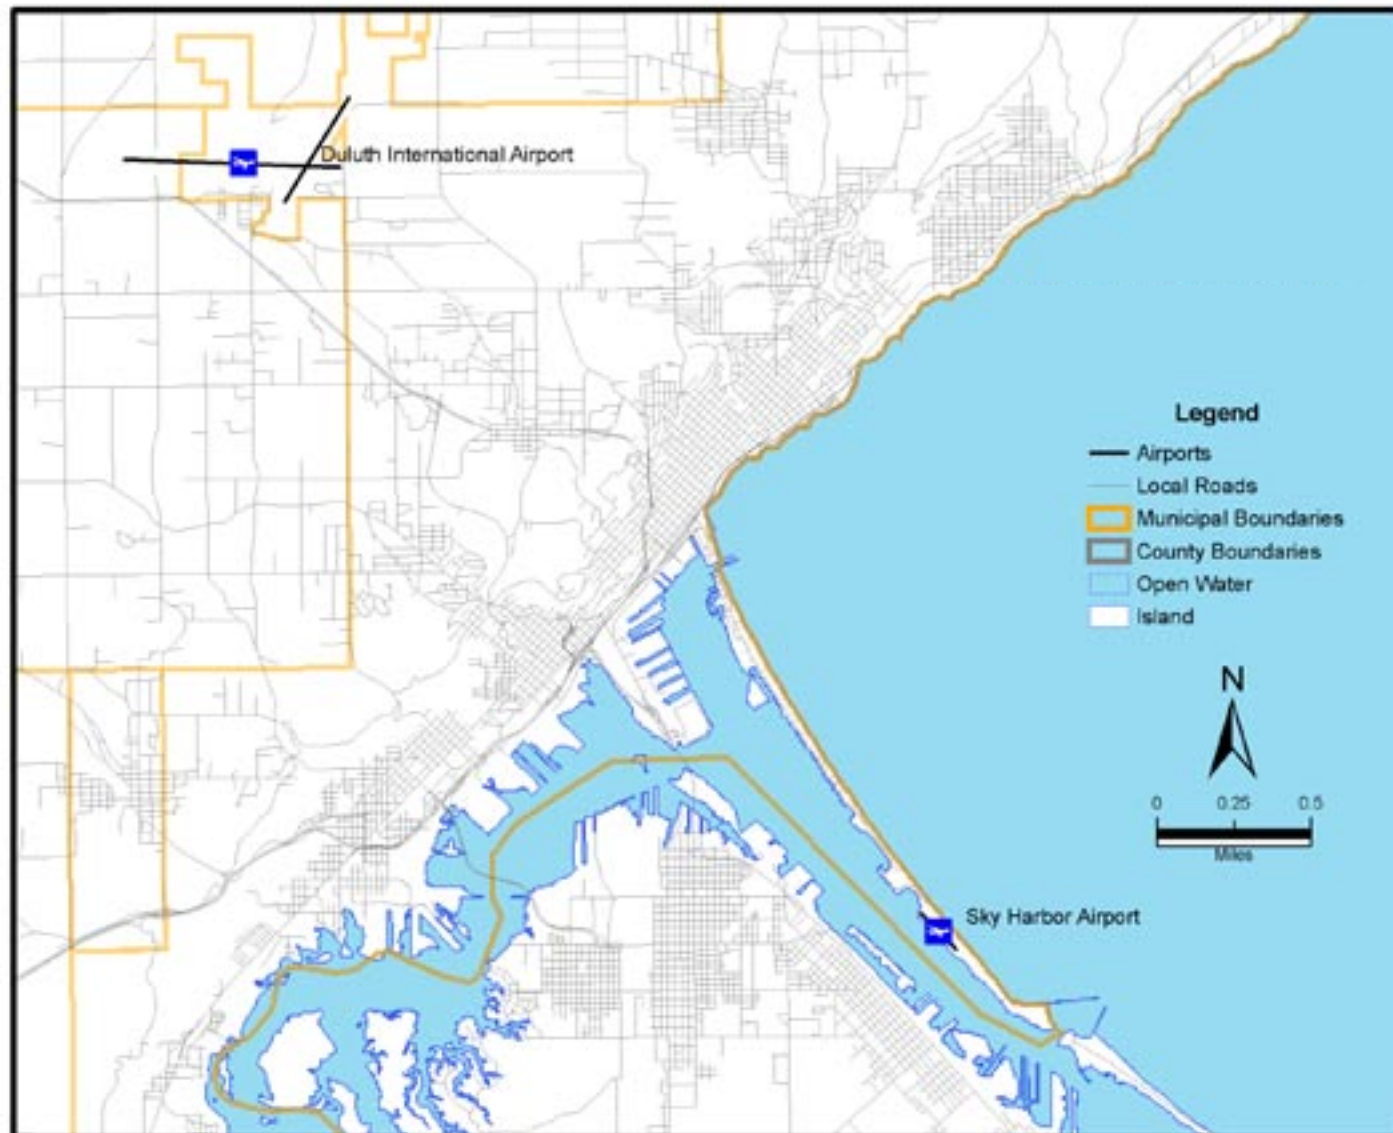 Duluth International Airport
Legend
Airports
Local Roads
Municipal Boundaries
County Boundaries
Open Water
Island
N
0 0.25 0.5
Miles
Sky Harbor Airport